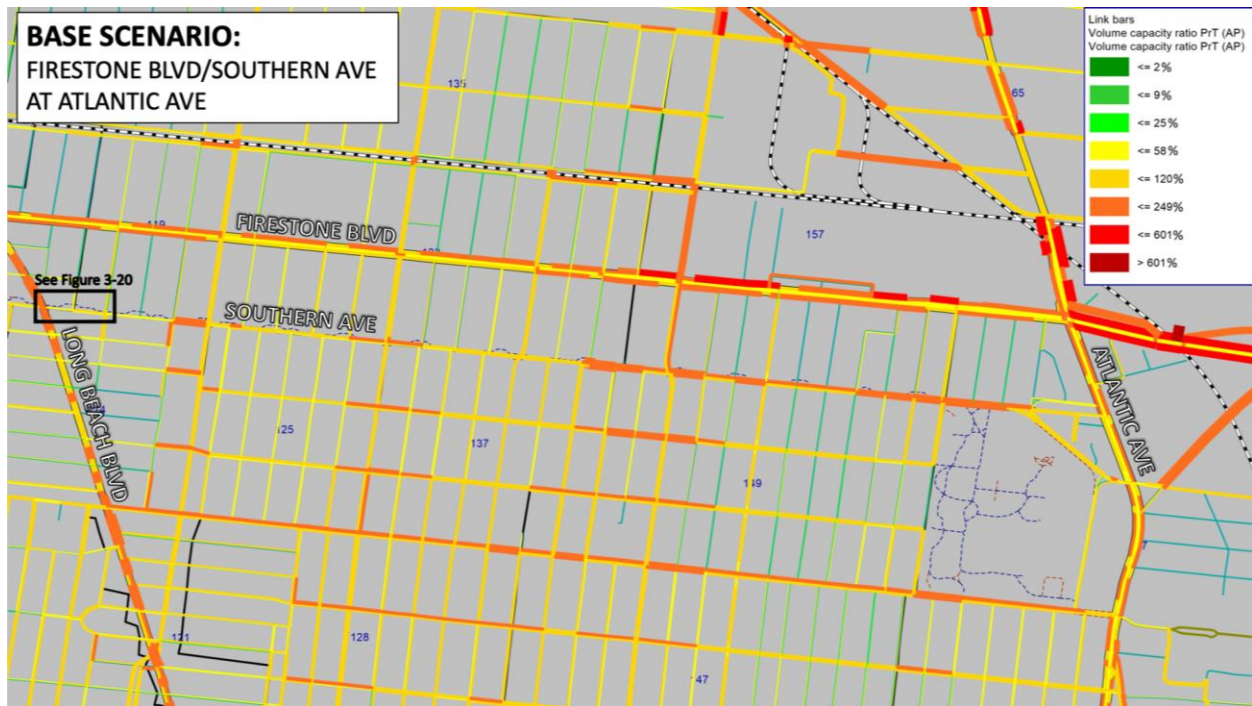 BASE SCENARIO:
FIRESTONE BLVD/SOUTHERN AVE
AT ATLANTIC AVE
Link bars
Volume capacity ratio PrT (AP)
Volume capacity ratio PrT (AP)
<= 2%
<= 9%
<= 25%
<= 58%
<= 120%
<= 249%
<= 601%
> 601%
135
65
FIRESTONE BLVD
157
See Figure 3-20
SOUTHERN AVE
LONG BEACH BLVD
ATLANTIC AVE
125
137
149
121
128
147